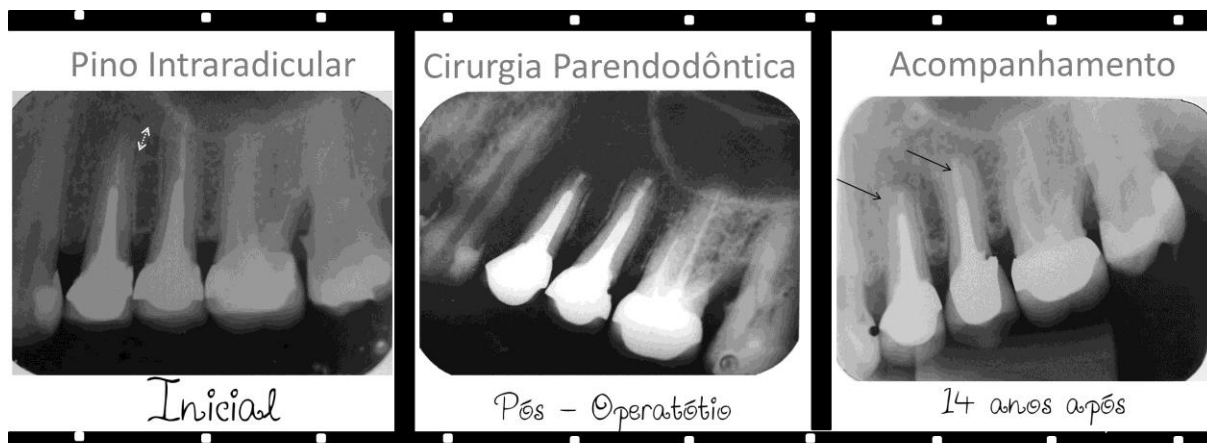 Pino Intraradicular
Cirurgia Parendodôntica
Acompanhamento
Inicial
Pós - Operatótio
14 anos após